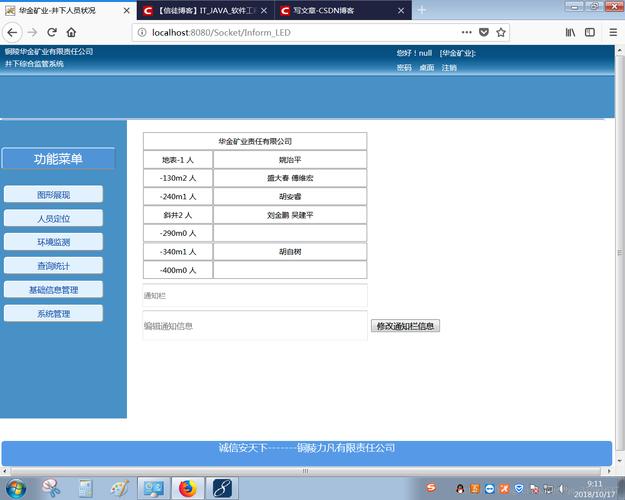 华金矿业-井下人员状况
【信徒博客】IT_JAVA_软件工
写文章-CSDN博客
localhost:8080/Socket/Inform_LED
铜陵华金矿业有限责任公司
井下综合监管系统
您好！null [华金矿业]:
密码 桌面 注销
功能菜单
图形展现
人员定位
环境监测
查询统计
基础信息管理
系统管理
华金矿业责任有限公司
地表-1 人 姚治平
-130m2 人 盛大春 傅维宏
-240m1 人 胡安睿
斜井2 人 刘金鹏 吴建平
-290m0 人
-340m1 人 胡自树
-400m0 人
通知栏
编辑通知信息
修改通知栏信息
诚信安天下-------铜陵力凡有限责任公司
9:11
2018/10/17